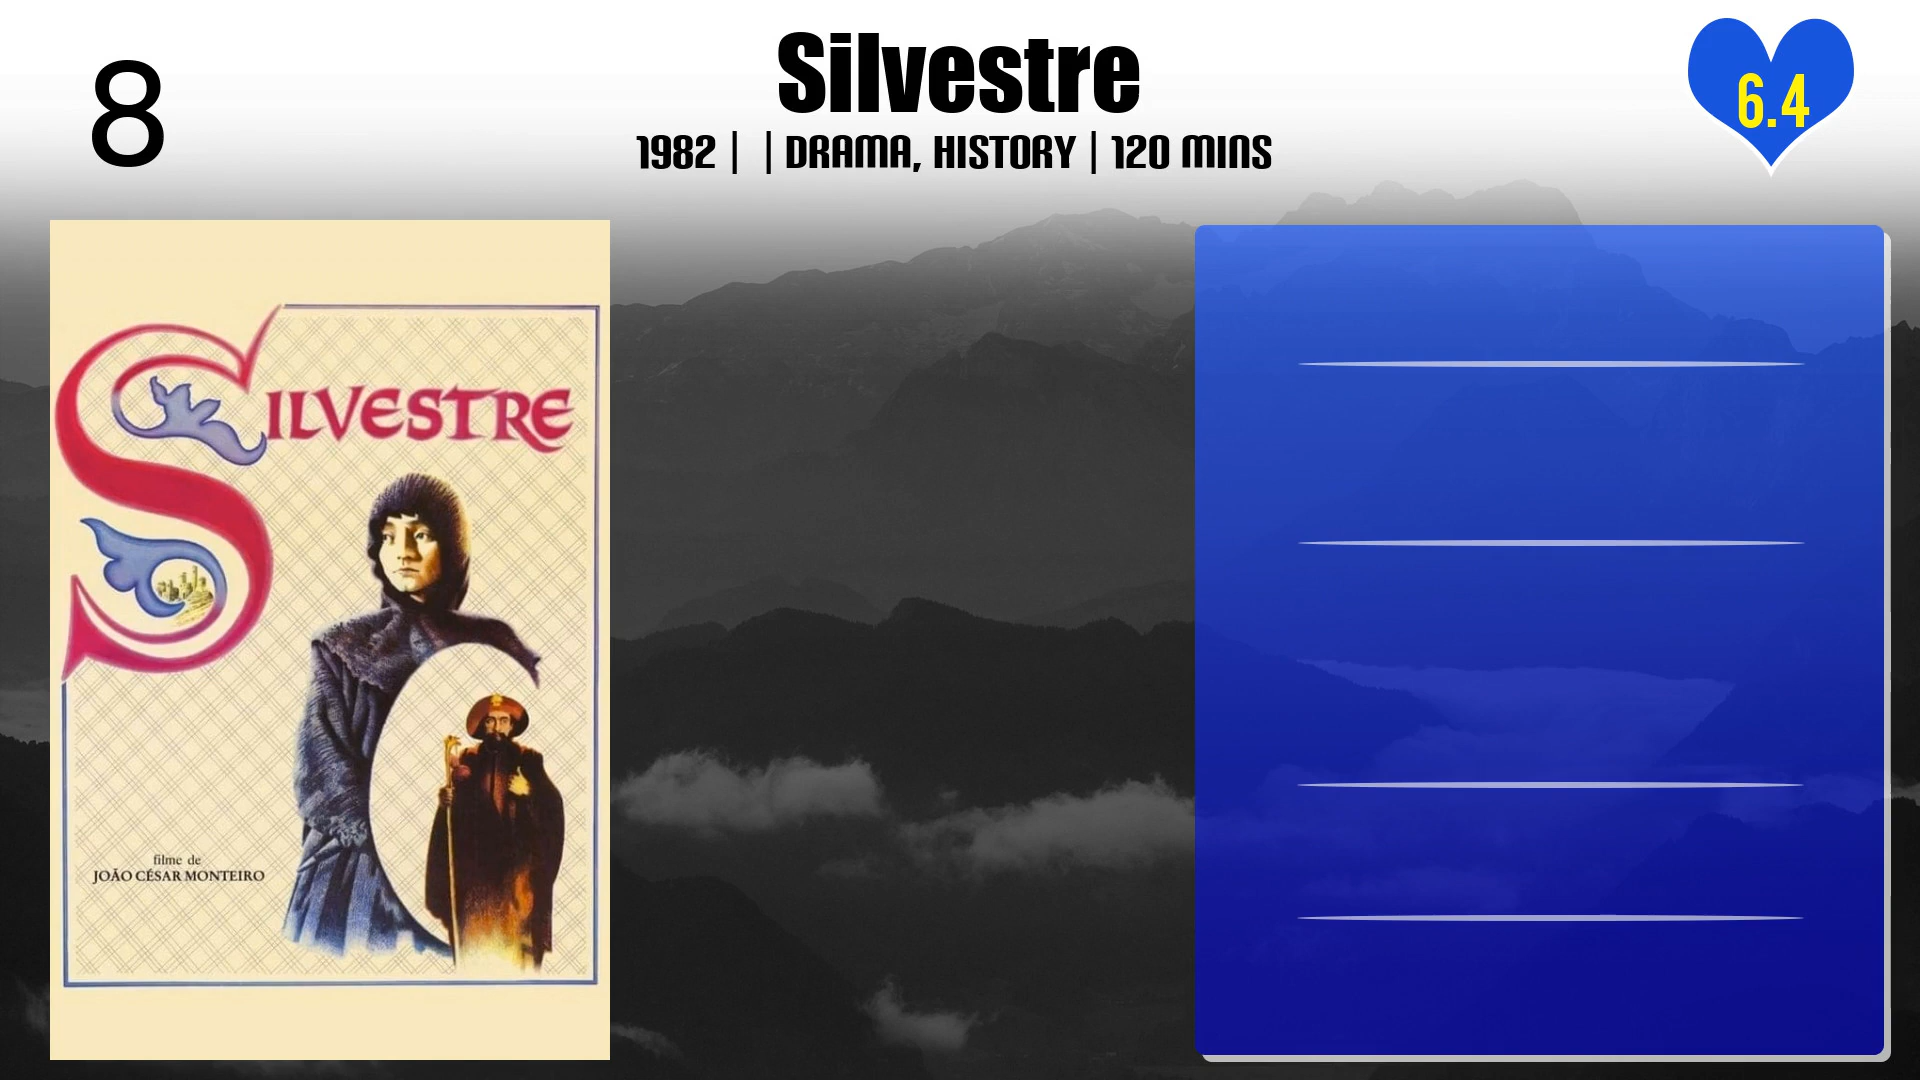 8
Silvestre
1982 | | DRAMA, HISTORY | 120 MINS
6.4
SILVESTRE
filme de
JOÃO CÉSAR MONTEIRO